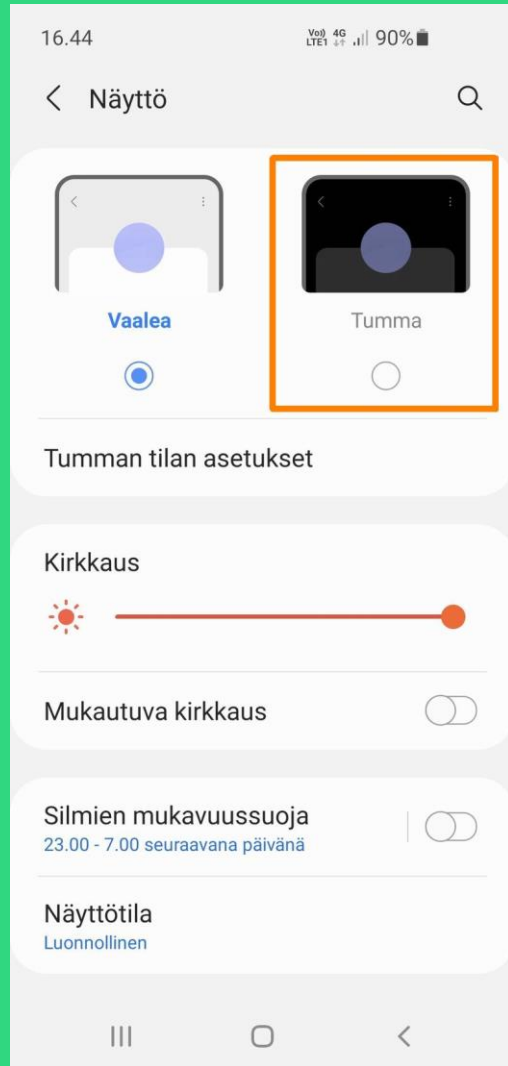 16.44
Voo) 4G 90%
LTE1
Näyttö
Vaalea
Tumma
Tumman tilan asetukset
Kirkkaus
Mukautuva kirkkaus
Silmien mukavuussuoja
23.00 - 7.00 seuraavana päivänä
Näyttötila
Luonnollinen